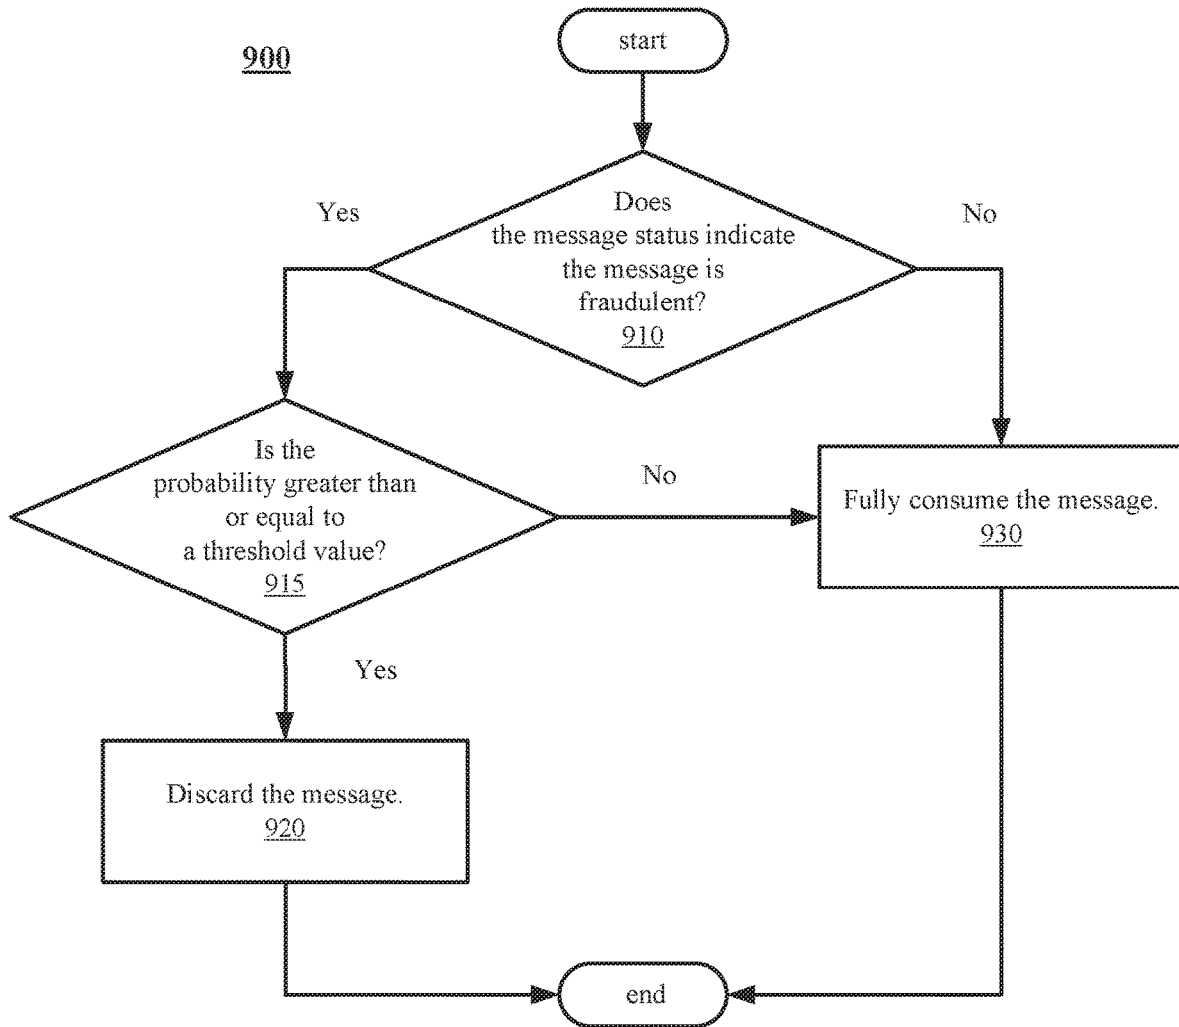 900
start
Yes
Does
the message status indicate
the message is
fraudulent?
910
No
Is the
probability greater than
or equal to
a threshold value?
915
No
Fully consume the message.
930
Yes
Discard the message.
920
end